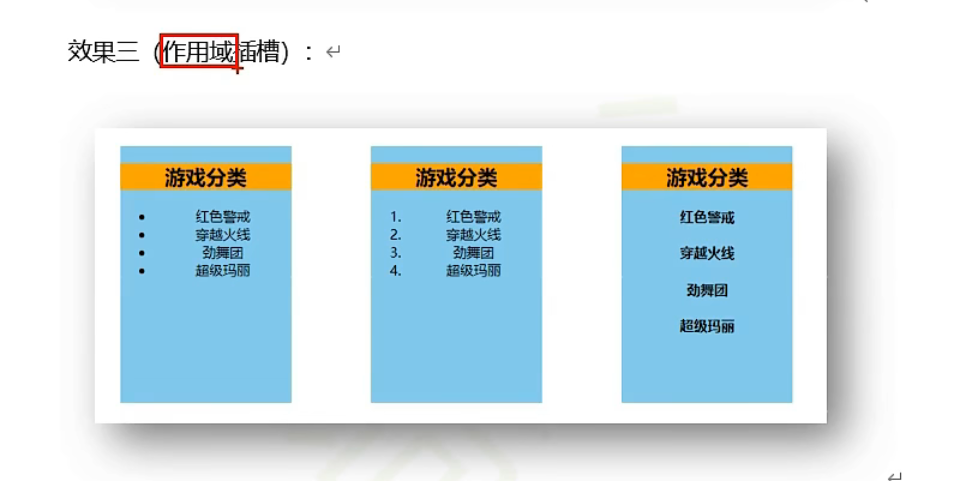 效果三（作用域插槽）：
游戏分类
• 红色警戒
• 穿越火线
• 劲舞团
• 超级玛丽
游戏分类
1. 红色警戒
2. 穿越火线
3. 劲舞团
4. 超级玛丽
游戏分类
红色警戒
穿越火线
劲舞团
超级玛丽